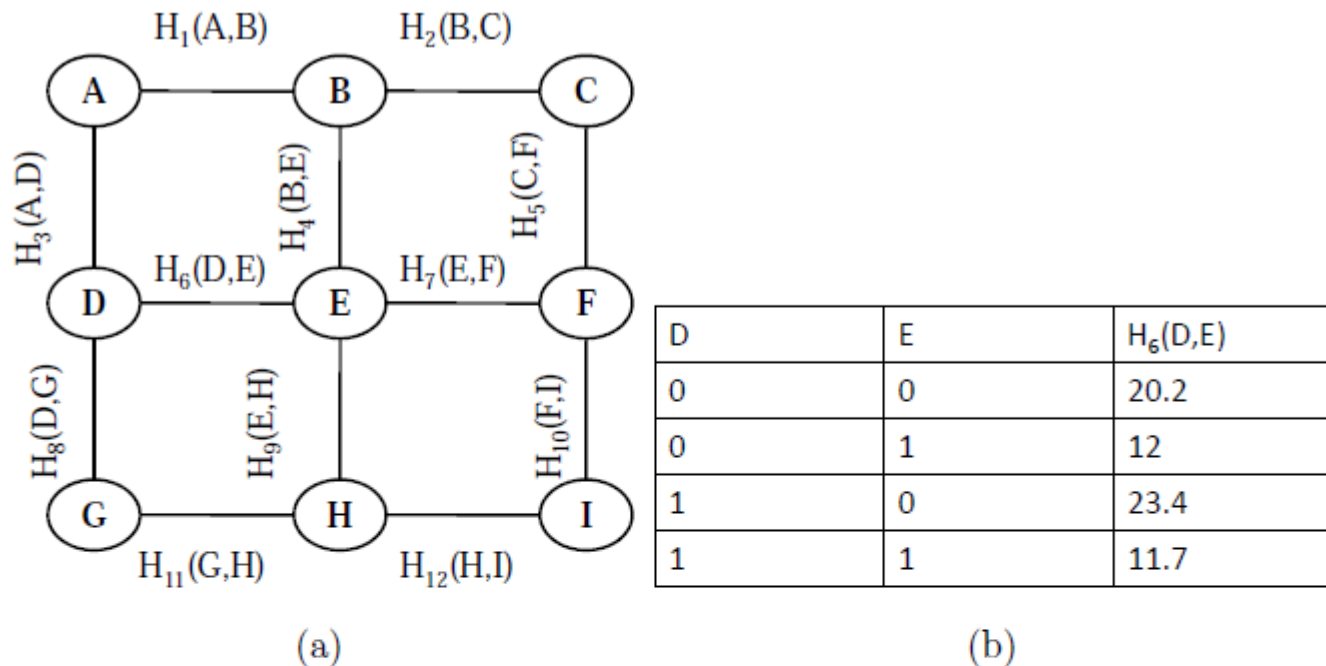 H₁(A,B) H₂(B,C)
A B C
H₃(A,D) H₄(B,E) H₅(C,F)
H₆(D,E) H₇(E,F)
D E F
H₈(D,G) H₉(E,H) H₁₀(F,I)
G H I
H₁₁(G,H) H₁₂(H,I)
(a)
D E H₆(D,E)
0 0 20.2
0 1 12
1 0 23.4
1 1 11.7
(b)